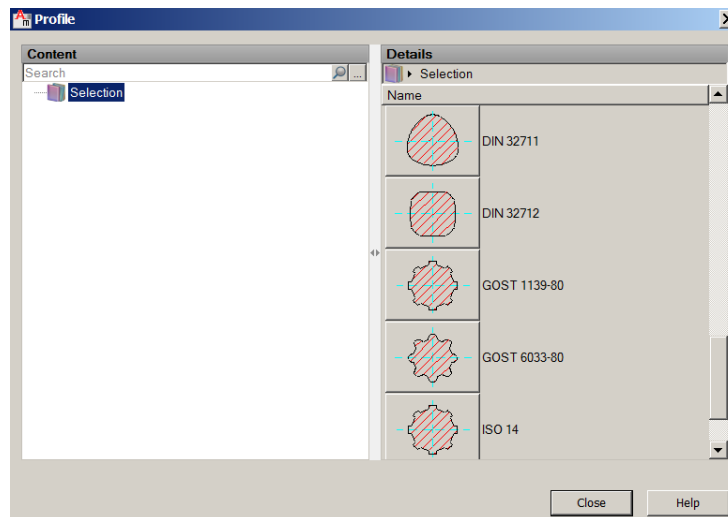 Profile
Content
Search
...
Selection
Details
Selection
Name
DIN 32711
DIN 32712
GOST 1139-80
GOST 6033-80
ISO 14
Close
Help